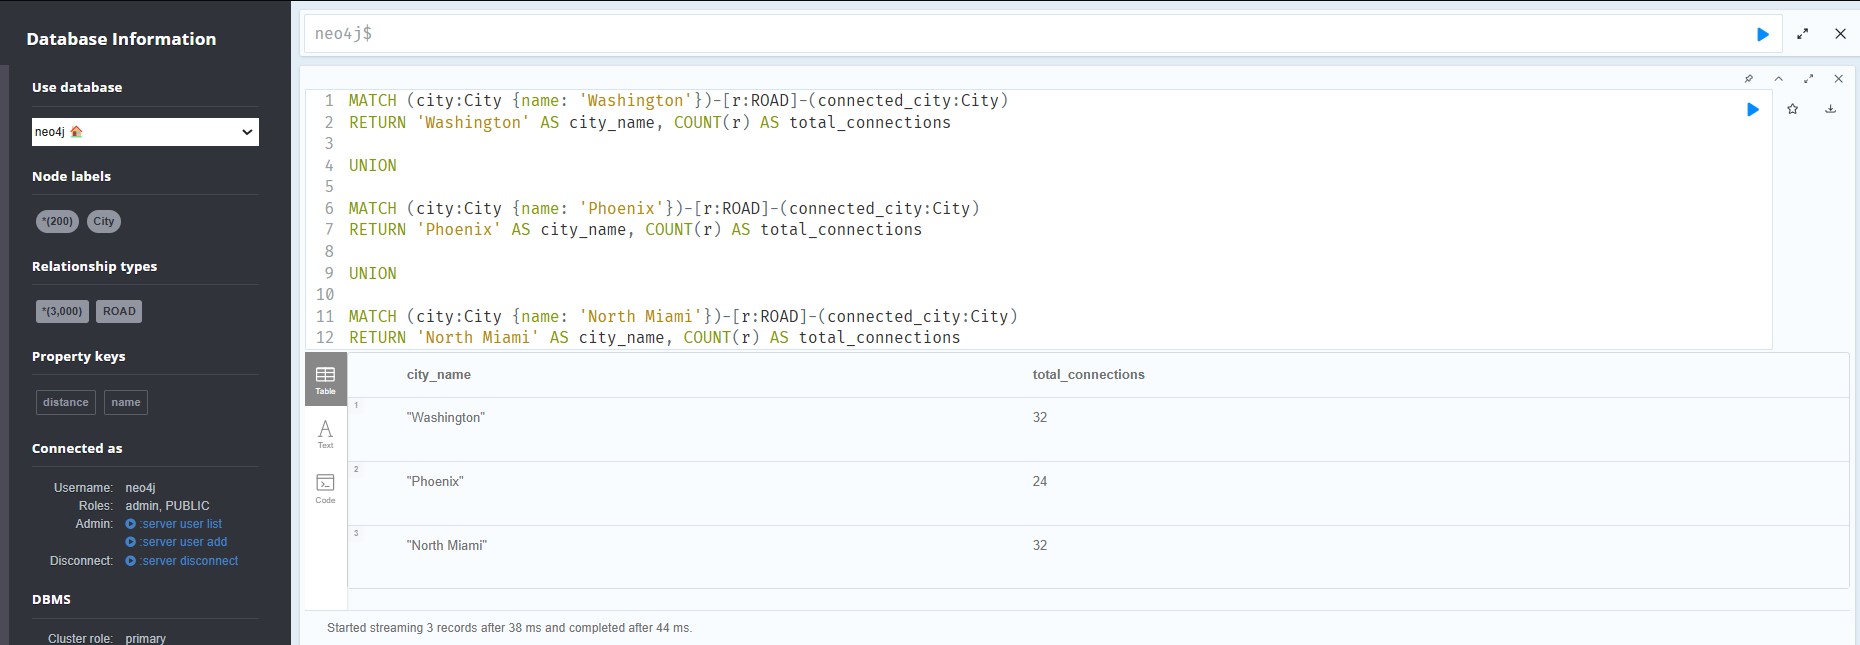 Database Information
Use database
neo4j
Node labels
*(200) City
Relationship types
*(3,000) ROAD
Property keys
distance name
Connected as
Username: neo4j
Roles: admin, PUBLIC
Admin: :server user list
:server user add
Disconnect: :server disconnect
DBMS
Cluster role: primary
neo4j$
1 MATCH (city:City {name: 'Washington'})-[r:ROAD]-(connected_city:City)
2 RETURN 'Washington' AS city_name, COUNT(r) AS total_connections
3
4 UNION
5
6 MATCH (city:City {name: 'Phoenix'})-[r:ROAD]-(connected_city:City)
7 RETURN 'Phoenix' AS city_name, COUNT(r) AS total_connections
8
9 UNION
10
11 MATCH (city:City {name: 'North Miami'})-[r:ROAD]-(connected_city:City)
12 RETURN 'North Miami' AS city_name, COUNT(r) AS total_connections
Table
Text
Code
city_name total_connections
1 "Washington" 32
2 "Phoenix" 24
3 "North Miami" 32
Started streaming 3 records after 38 ms and completed after 44 ms.